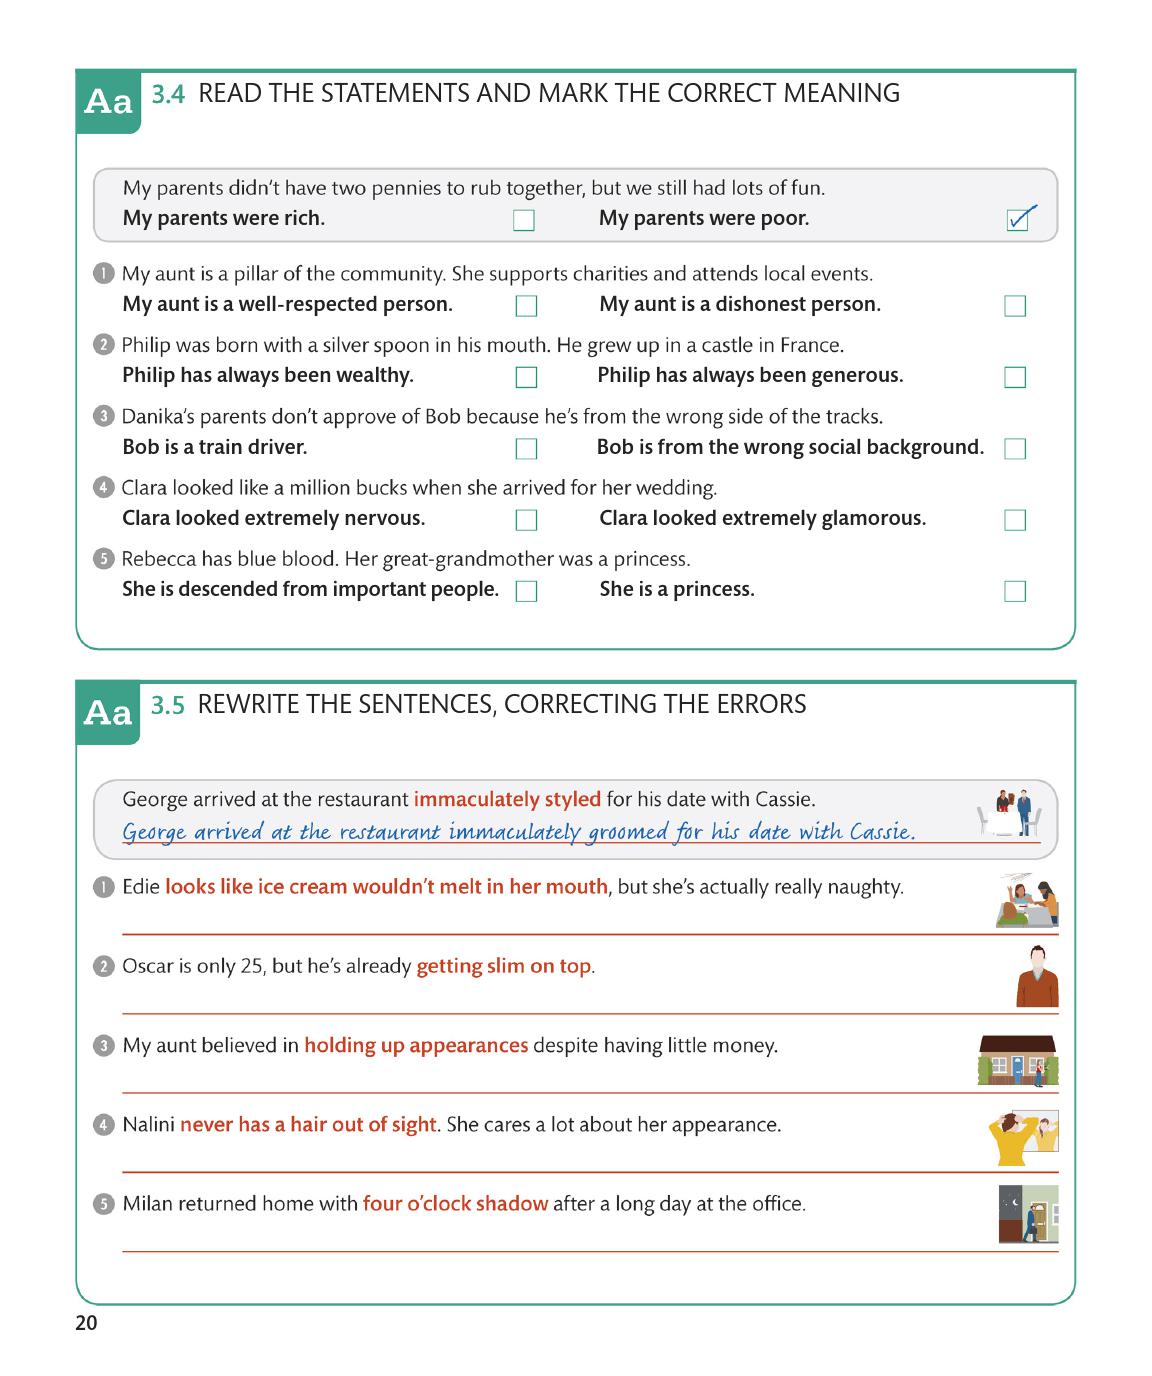 Aa 3.4 READ THE STATEMENTS AND MARK THE CORRECT MEANING
My parents didn't have two pennies to rub together, but we still had lots of fun.
My parents were rich. My parents were poor.
1 My aunt is a pillar of the community. She supports charities and attends local events.
My aunt is a well-respected person. My aunt is a dishonest person.
2 Philip was born with a silver spoon in his mouth. He grew up in a castle in France.
Philip has always been wealthy. Philip has always been generous.
3 Danika's parents don't approve of Bob because he's from the wrong side of the tracks.
Bob is a train driver. Bob is from the wrong social background.
4 Clara looked like a million bucks when she arrived for her wedding.
Clara looked extremely nervous. Clara looked extremely glamorous.
5 Rebecca has blue blood. Her great-grandmother was a princess.
She is descended from important people. She is a princess.
Aa 3.5 REWRITE THE SENTENCES, CORRECTING THE ERRORS
George arrived at the restaurant immaculately styled for his date with Cassie.
George arrived at the restaurant immaculately groomed for his date with Cassie.
1 Edie looks like ice cream wouldn't melt in her mouth, but she's actually really naughty.
2 Oscar is only 25, but he's already getting slim on top.
3 My aunt believed in holding up appearances despite having little money.
4 Nalini never has a hair out of sight. She cares a lot about her appearance.
5 Milan returned home with four o'clock shadow after a long day at the office.
20